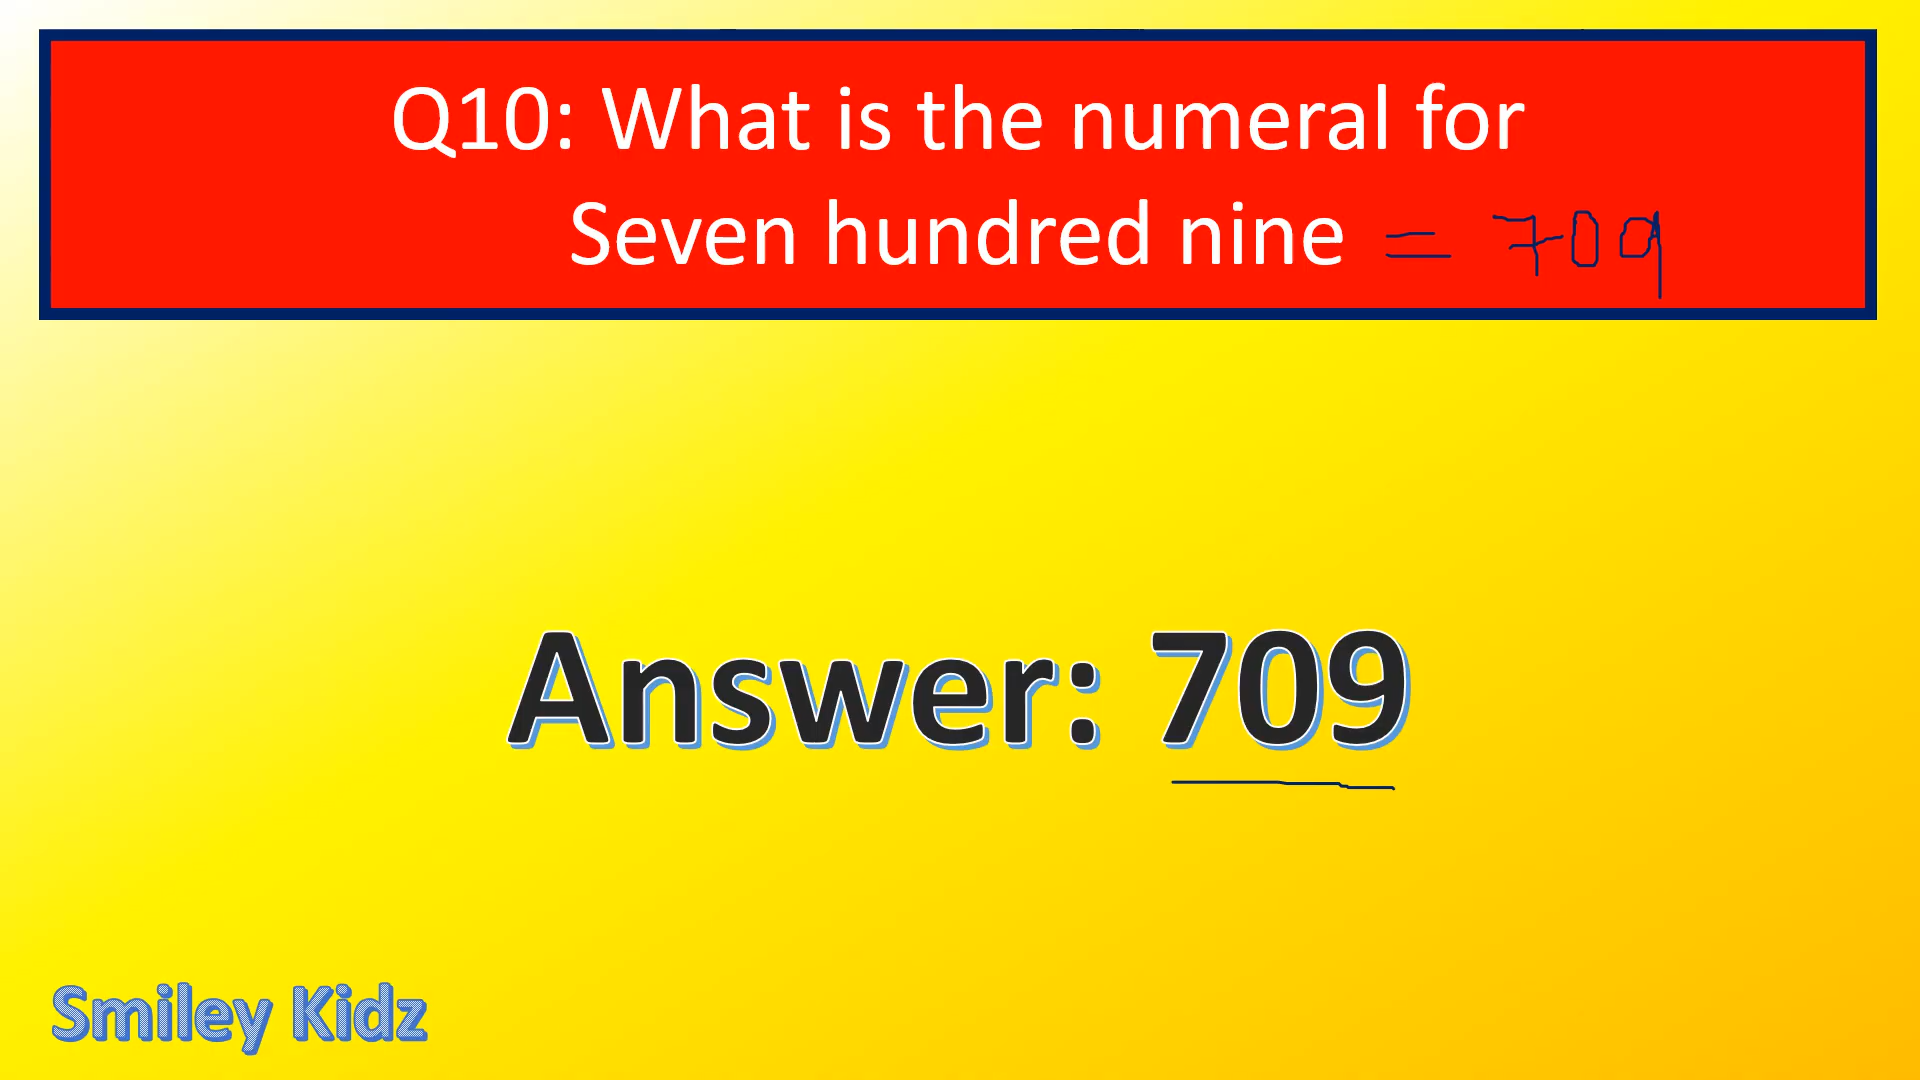 Q10: What is the numeral for
Seven hundred nine = 709
Answer: 709
Smiley Kidz